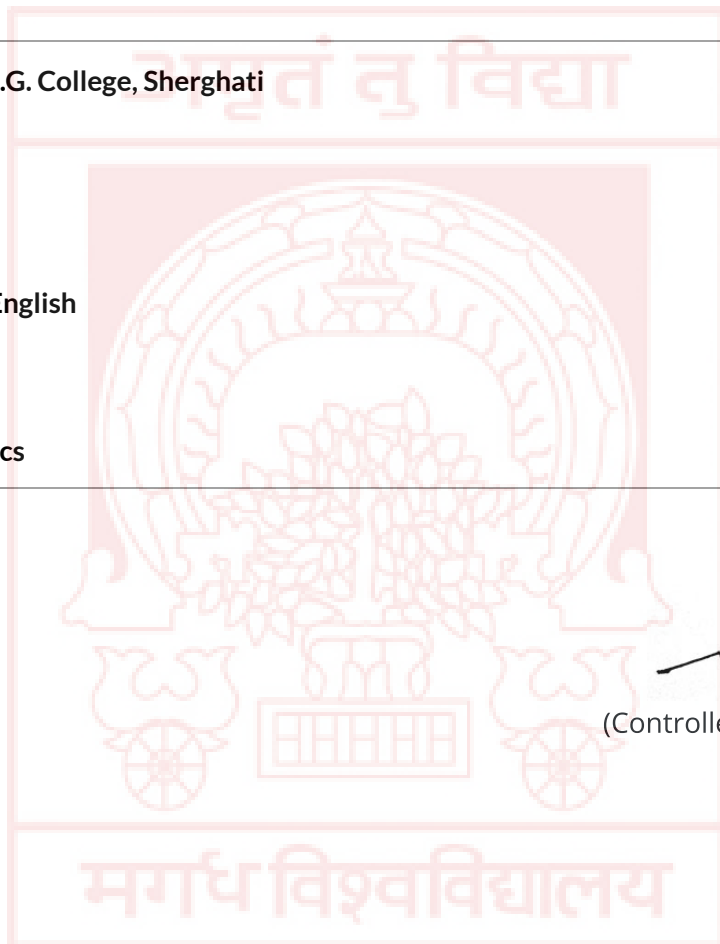 अमृतं तु विद्या
.G. College, Sherghati
English
cs
(Controlle
मगध विश्वविद्यालय